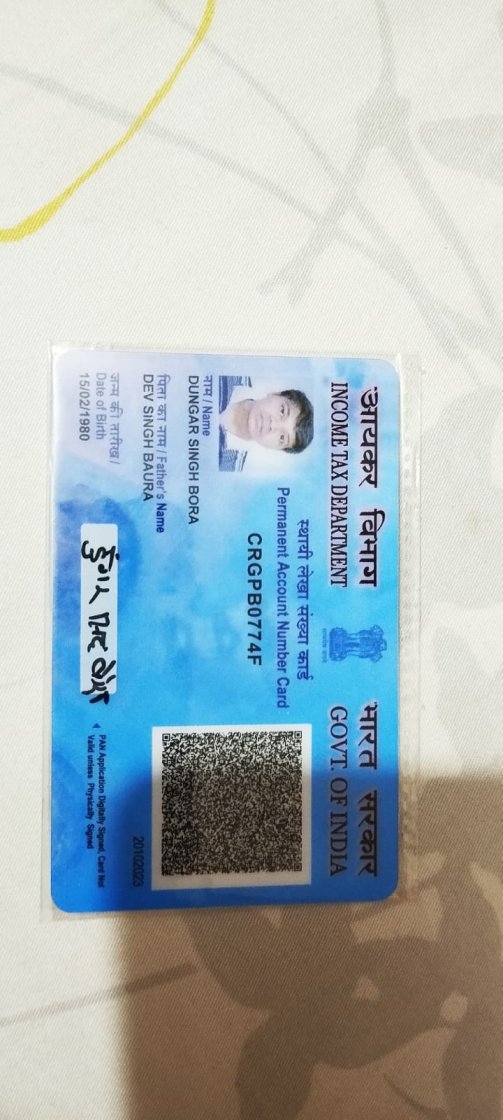 आयकर विभाग
INCOME TAX DEPARTMENT
भारत सरकार
GOVT. OF INDIA
स्थायी लेखा संख्या कार्ड
Permanent Account Number Card
CRGPB0774F
नाम / Name
DUNGAR SINGH BORA
पिता का नाम / Father's Name
DEV SINGH BAURA
जन्म की तारीख /
Date of Birth
15/02/1980
डुंगर सिंह
20102023
PAN Application Digitally Signed, Card Not
Valid unless Physically Signed